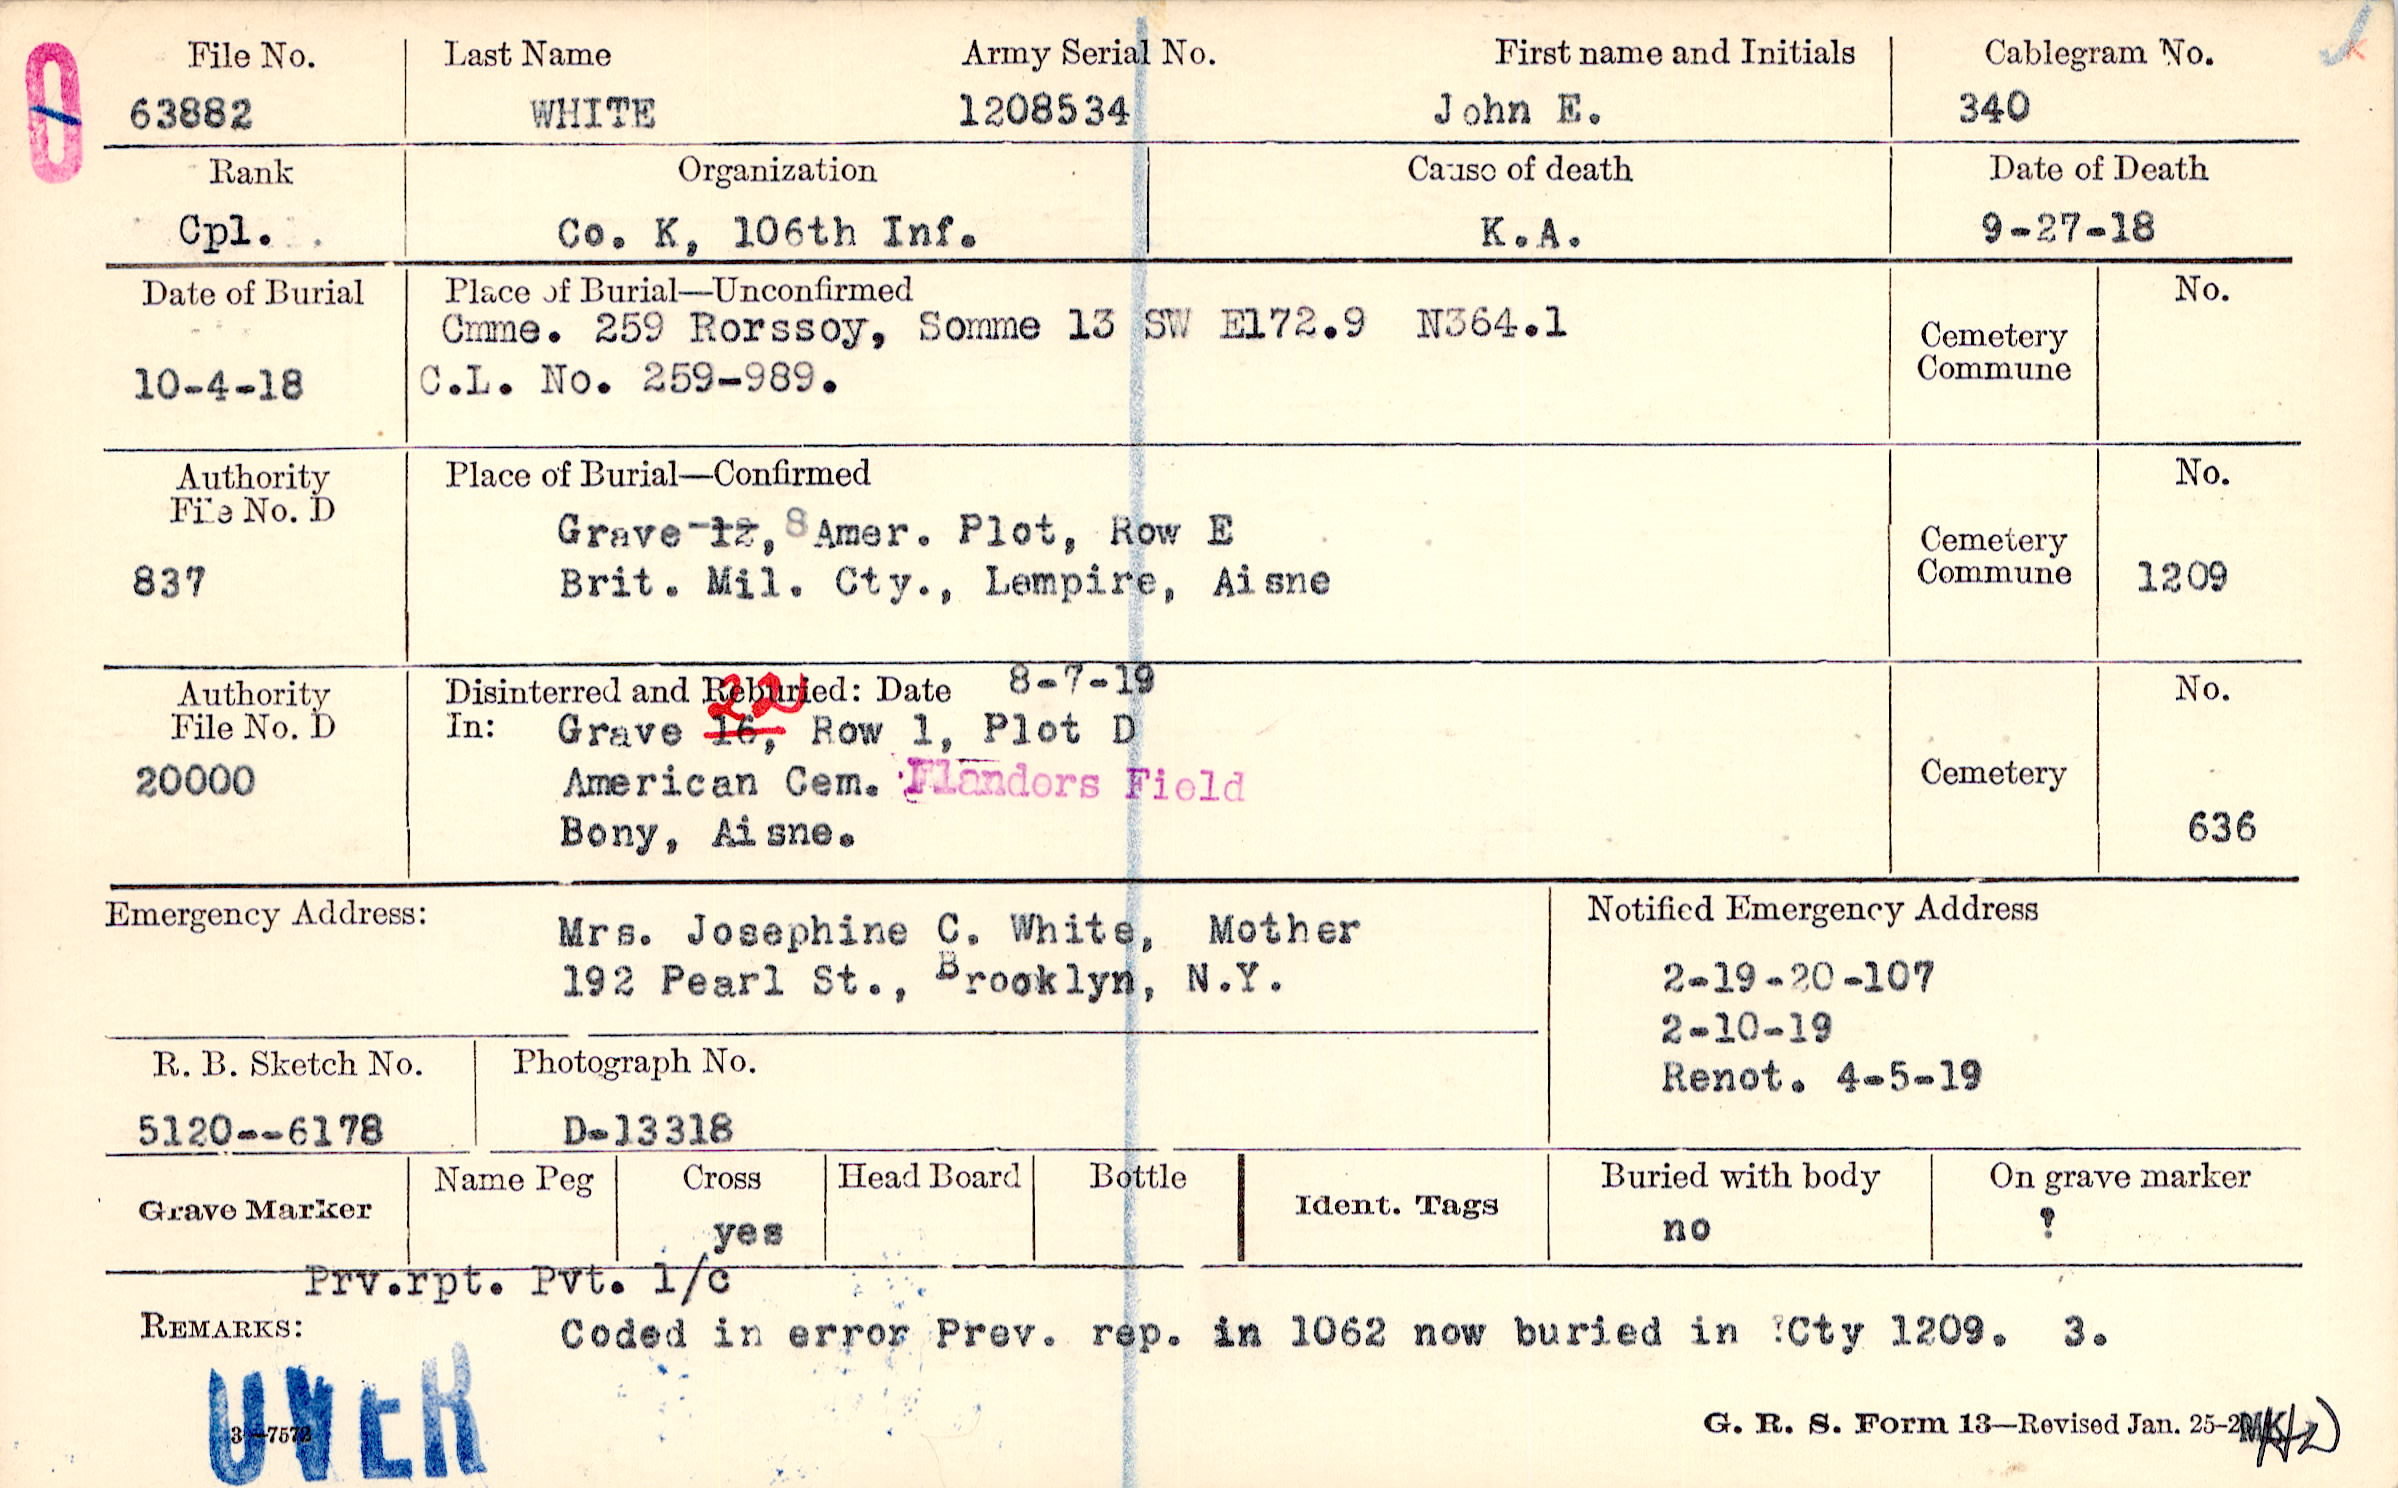 File No. Last Name Army Serial No. First name and Initials Cablegram No.
63882 WHITE 1208534 John E. 340
Rank Organization Cause of death Date of Death
Cpl. Co. K, 106th Inf. K.A. 9-27-18
Date of Burial Place of Burial—Unconfirmed No.
Cmme. 259 Rorssoy, Somme 13 SW E172.9 N364.1
Cemetery
Commune
10-4-18 C.L. No. 259-989.
Authority Place of Burial—Confirmed No.
File No. D
Grave 12, 8 Amer. Plot, Row E
Cemetery
Commune
837 Brit. Mil. Cty., Lempire, Aisne 1209
Authority Disinterred and Reburied: Date 8-7-19 No.
22
File No. D In: Grave 16, Row 1, Plot D
20000 American Cem. Flanders Field Cemetery
Bony, Aisne. 636
Emergency Address: Notified Emergency Address
Mrs. Josephine C. White, Mother
192 Pearl St., Brooklyn, N.Y.
2-19-20-107
2-10-19
Renot. 4-5-19
R. B. Sketch No. Photograph No.
5120--6178 D-13318
Grave Marker Name Peg Cross Head Board Bottle Ident. Tags Buried with body On grave marker
yes no ?
Prv.rpt. Pvt. 1/c
REMARKS: Coded in error Prev. rep. in 1062 now buried in ?Cty 1209. 3.
OVER
3—7572
G. R. S. Form 13—Revised Jan. 25-2